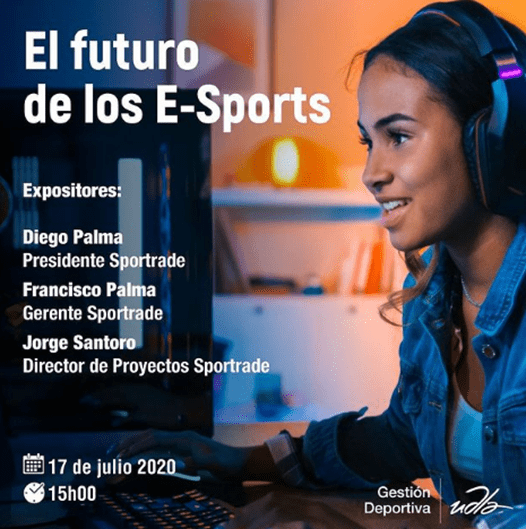 El futuro
de los E-Sports
Expositores:
Diego Palma
Presidente Sportrade
Francisco Palma
Gerente Sportrade
Jorge Santoro
Director de Proyectos Sportrade
17 de julio 2020
15h00
Gestión
Deportiva
udla